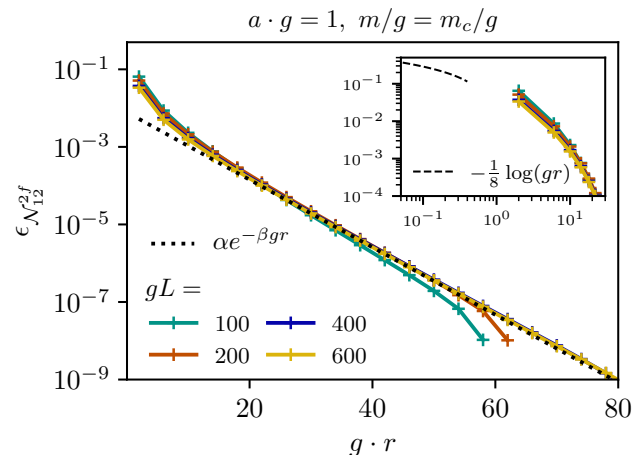 a · g = 1, m/g = m_c/g
10^{-1}
10^{-3}
10^{-5}
10^{-7}
10^{-9}
ϵ_{𝒩_{12}^{2f}}
10^{-1}
10^{-2}
10^{-3}
10^{-4}
-\frac{1}{8} log(gr)
10^{-1} 10^{0} 10^{1}
αe^{-βgr}
gL =
100 400
200 600
20 40 60 80
g · r